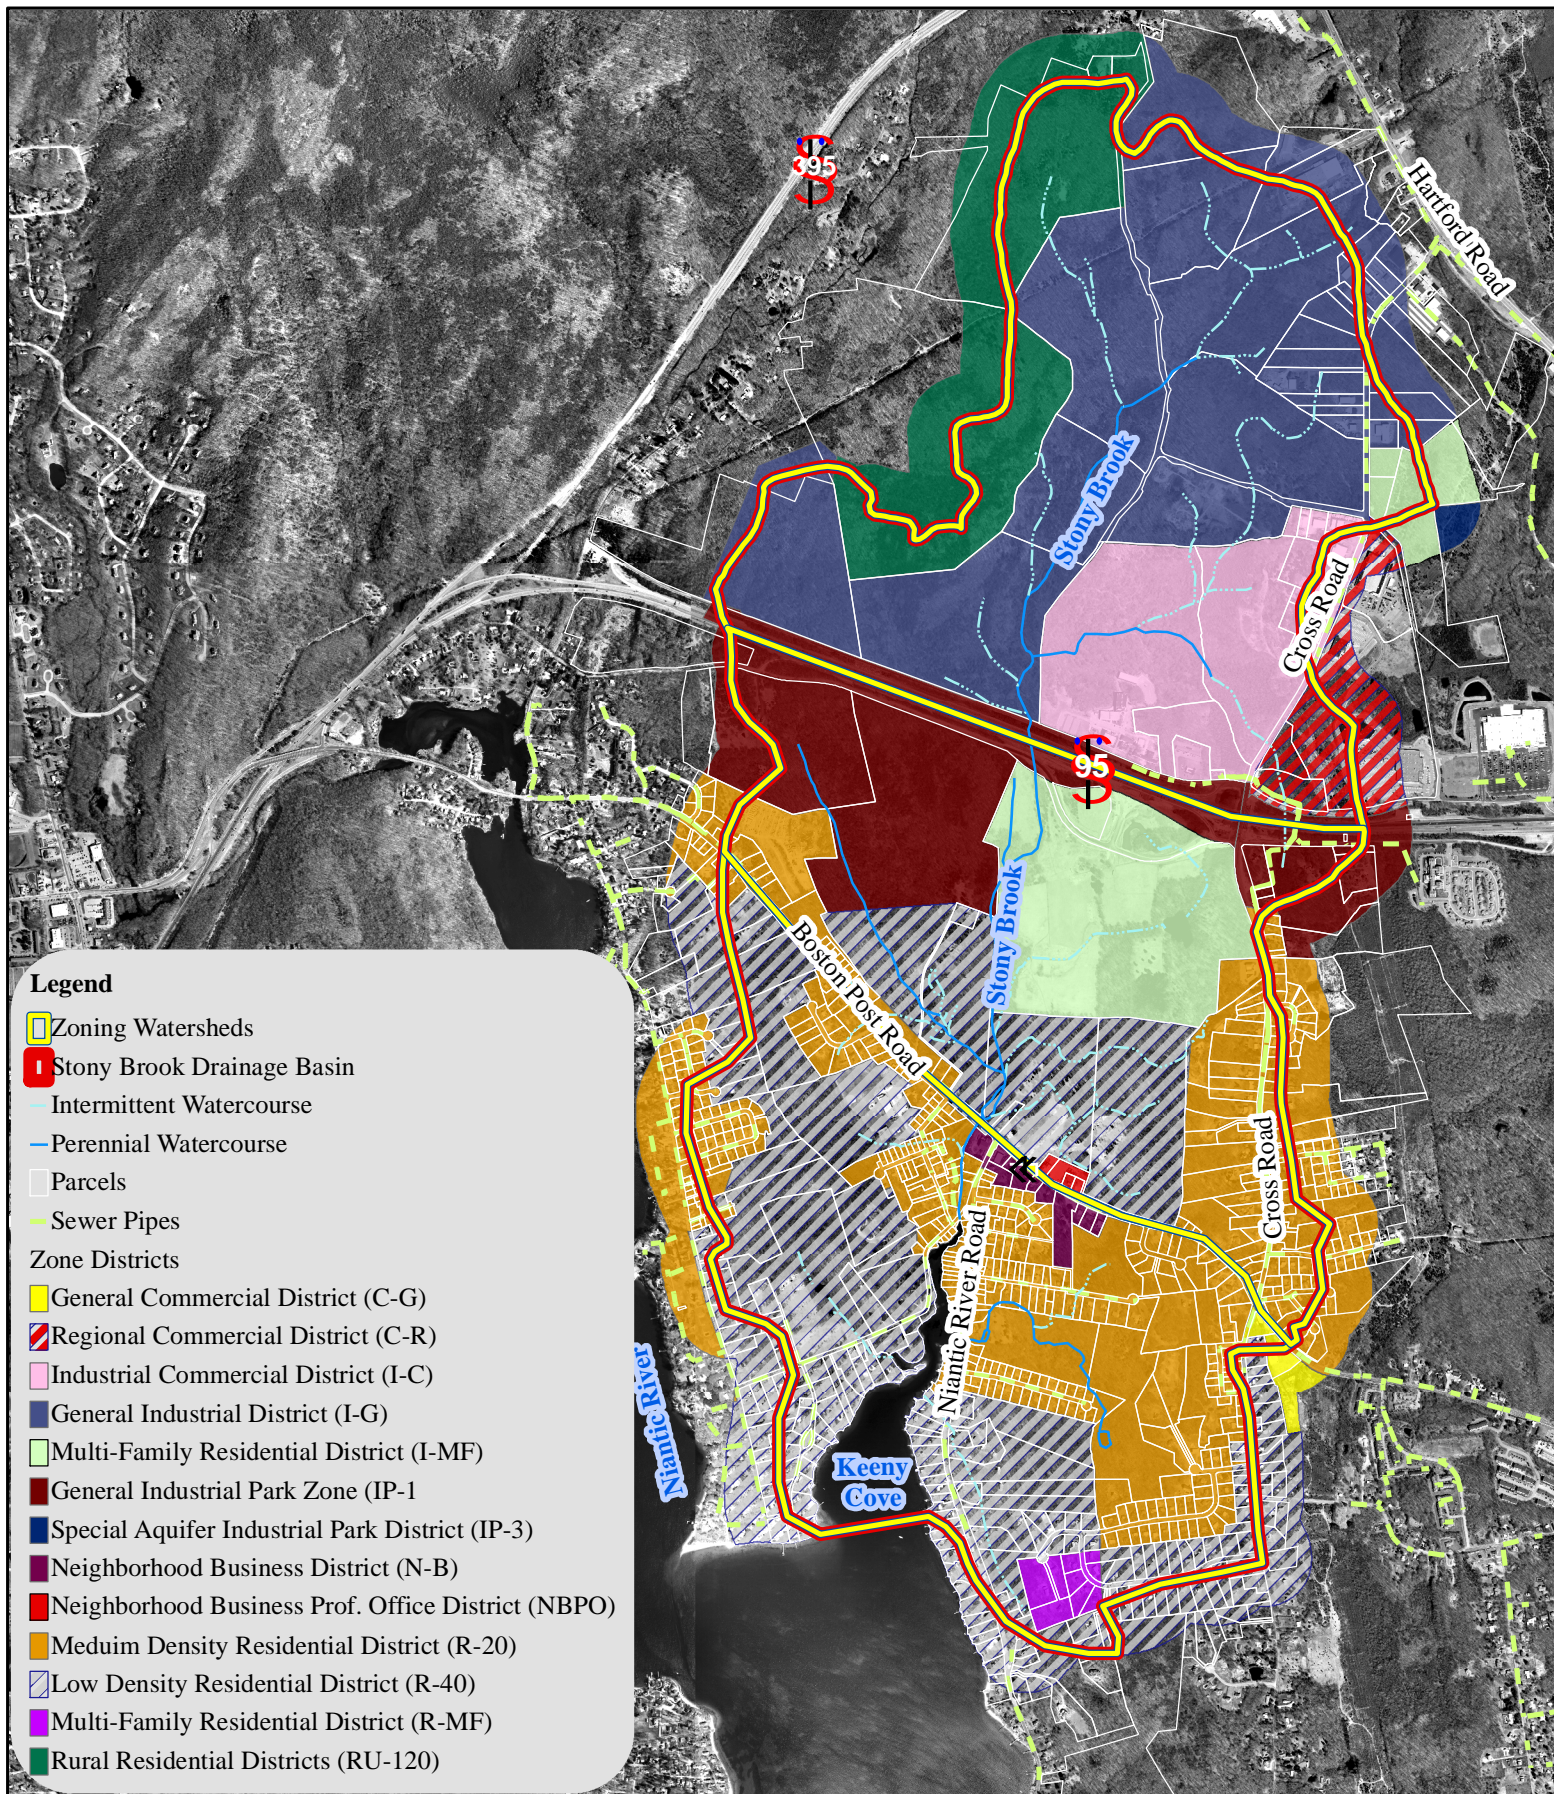 395
Hartford Road
Stony Brook
Cross Road
95
Stony Brook
Boston Post Road
Cross Road
Niantic River Road
Niantic River
Keeny
Cove
Legend
Zoning Watersheds
Stony Brook Drainage Basin
Intermittent Watercourse
Perennial Watercourse
Parcels
Sewer Pipes
Zone Districts
General Commercial District (C-G)
Regional Commercial District (C-R)
Industrial Commercial District (I-C)
General Industrial District (I-G)
Multi-Family Residential District (I-MF)
General Industrial Park Zone (IP-1
Special Aquifer Industrial Park District (IP-3)
Neighborhood Business District (N-B)
Neighborhood Business Prof. Office District (NBPO)
Meduim Density Residential District (R-20)
Low Density Residential District (R-40)
Multi-Family Residential District (R-MF)
Rural Residential Districts (RU-120)